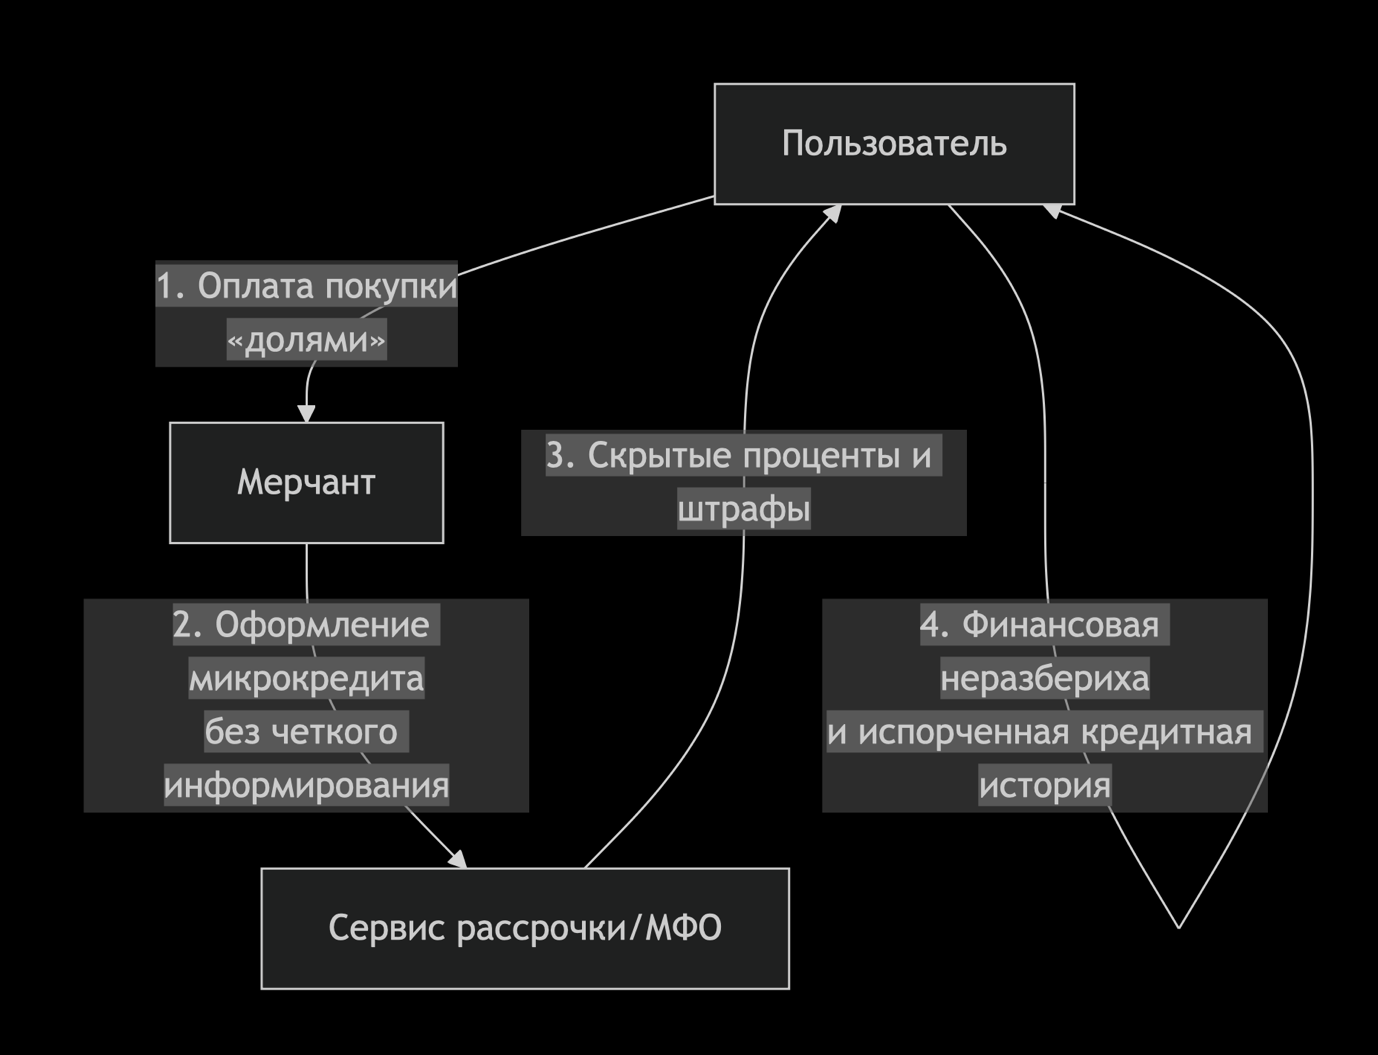 Пользователь
1. Оплата покупки
«долями»
Мерчант
3. Скрытые проценты и
штрафы
2. Оформление
микрокредита
без четкого
информирования
4. Финансовая
неразбериха
и испорченная кредитная
история
Сервис рассрочки/МФО